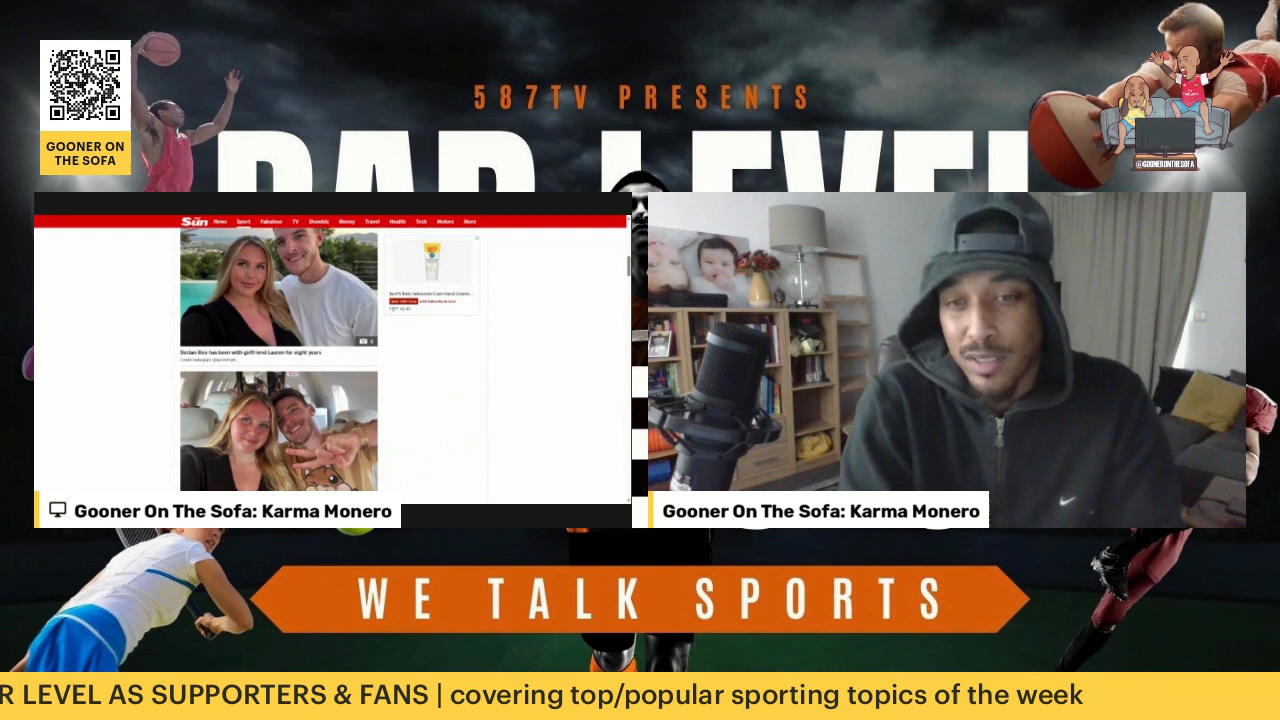 587TV PRESENTS
GOONER ON
THE SOFA
@GOONERONTHESOFA
The Sun News Sport Fabulous TV Showbiz Money Travel Health Tech Motors More
Declan Rice has been with girlfriend Lauren for eight years
Gooner On The Sofa: Karma Monero
Gooner On The Sofa: Karma Monero
WE TALK SPORTS
R LEVEL AS SUPPORTERS & FANS | covering top/popular sporting topics of the week